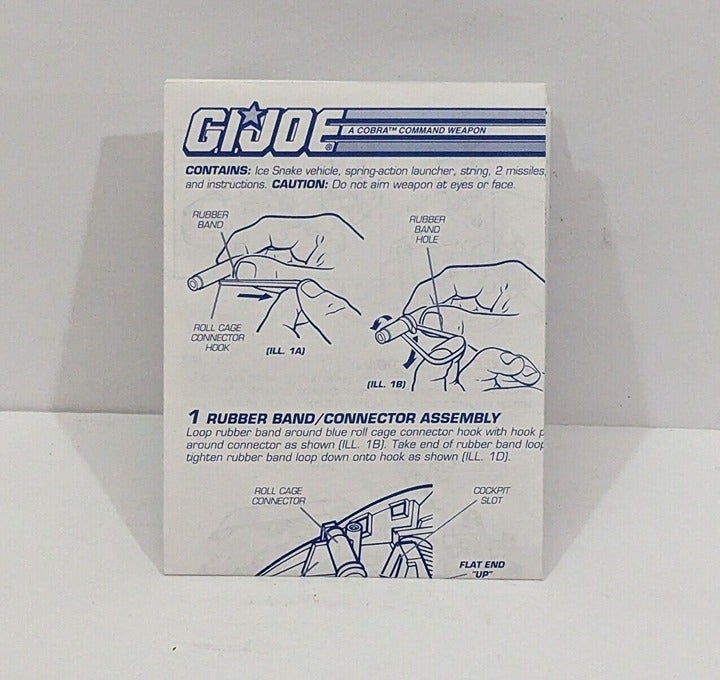 GIJOE®
A COBRA™ COMMAND WEAPON
CONTAINS: Ice Snake vehicle, spring-action launcher, string, 2 missiles,
and instructions. CAUTION: Do not aim weapon at eyes or face.
RUBBER
BAND
RUBBER
BAND
HOLE
ROLL CAGE
CONNECTOR
HOOK
(ILL. 1A)
(ILL. 1B)
1 RUBBER BAND/CONNECTOR ASSEMBLY
Loop rubber band around blue roll cage connector hook with hook p
around connector as shown (ILL. 1B). Take end of rubber band loop
tighten rubber band loop down onto hook as shown (ILL. 1D).
ROLL CAGE
CONNECTOR
COCKPIT
SLOT
FLAT END
"UP"